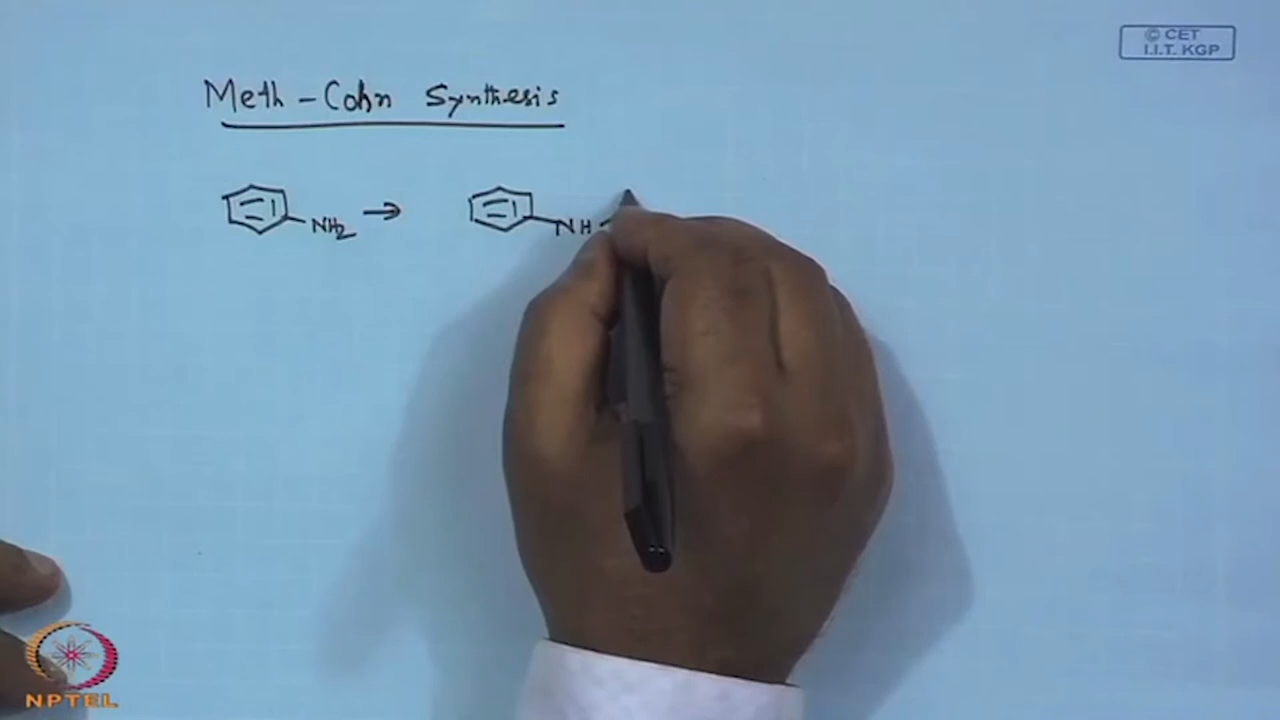 © CET
I.I.T. KGP
Meth-Cohn Synthesis
NH2 → NH
NPTEL